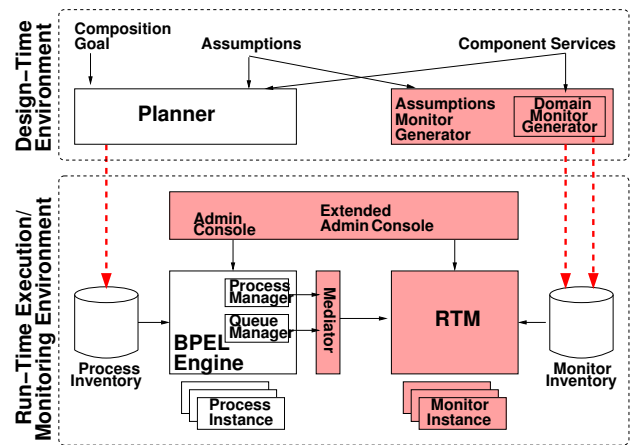 Design–Time
Environment
Composition
Goal
Assumptions
Component Services
Planner
Assumptions
Monitor
Generator
Domain
Monitor
Generator
Run–Time Execution/
Monitoring Environment
Admin
Console
Extended
Admin Console
Process
Manager
Queue
Manager
BPEL
Engine
Mediator
RTM
Process
Inventory
Monitor
Inventory
Process
Instance
Monitor
Instance